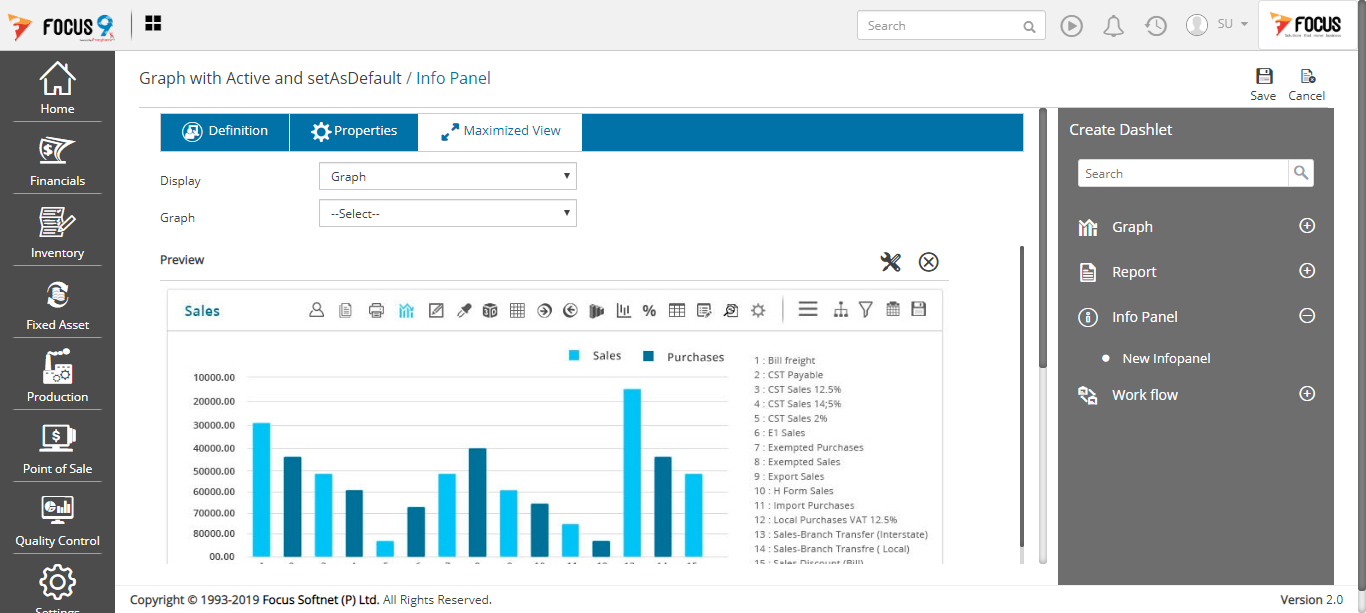 FOCUS 9
Search
SU
FOCUS
Graph with Active and setAsDefault / Info Panel
Save
Cancel
Home
Financials
Inventory
Fixed Asset
Production
Point of Sale
Quality Control
Settings
Definition
Properties
Maximized View
Display
Graph
Graph
--Select--
Preview
Sales
3D
%
Sales
Purchases
10000.00
20000.00
30000.00
40000.00
50000.00
60000.00
70000.00
80000.00
00.00
1 : Bill freight
2 : CST Payable
3 : CST Sales 12.5%
4 : CST Sales 14;5%
5 : CST Sales 2%
6 : E1 Sales
7 : Exempted Purchases
8 : Exempted Sales
9 : Export Sales
10 : H Form Sales
11 : Import Purchases
12 : Local Purchases VAT 12.5%
13 : Sales-Branch Transfer (Interstate)
14 : Sales-Branch Transfre ( Local)
15 : Sales Discount (Bill)
Create Dashlet
Search
Graph
Report
Info Panel
New Infopanel
Work flow
Copyright © 1993-2019 Focus Softnet (P) Ltd. All Rights Reserved.
Version 2.0